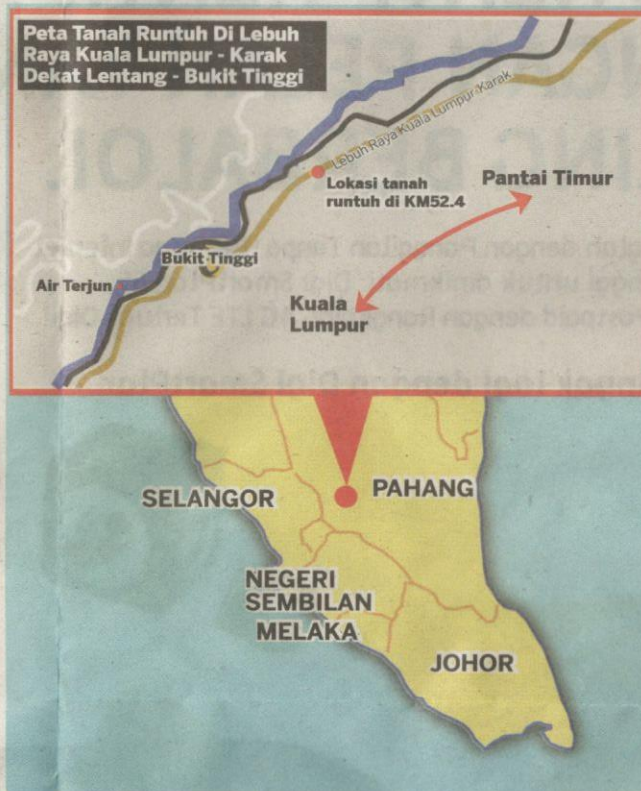 Peta Tanah Runtuh Di Lebuh
Raya Kuala Lumpur - Karak
Dekat Lentang - Bukit Tinggi
Lebuh Raya Kuala Lumpur Karak
Lokasi tanah
runtuh di KM52.4
Pantai Timur
Bukit Tinggi
Air Terjun
Kuala
Lumpur
SELANGOR
PAHANG
NEGERI
SEMBILAN
MELAKA
JOHOR